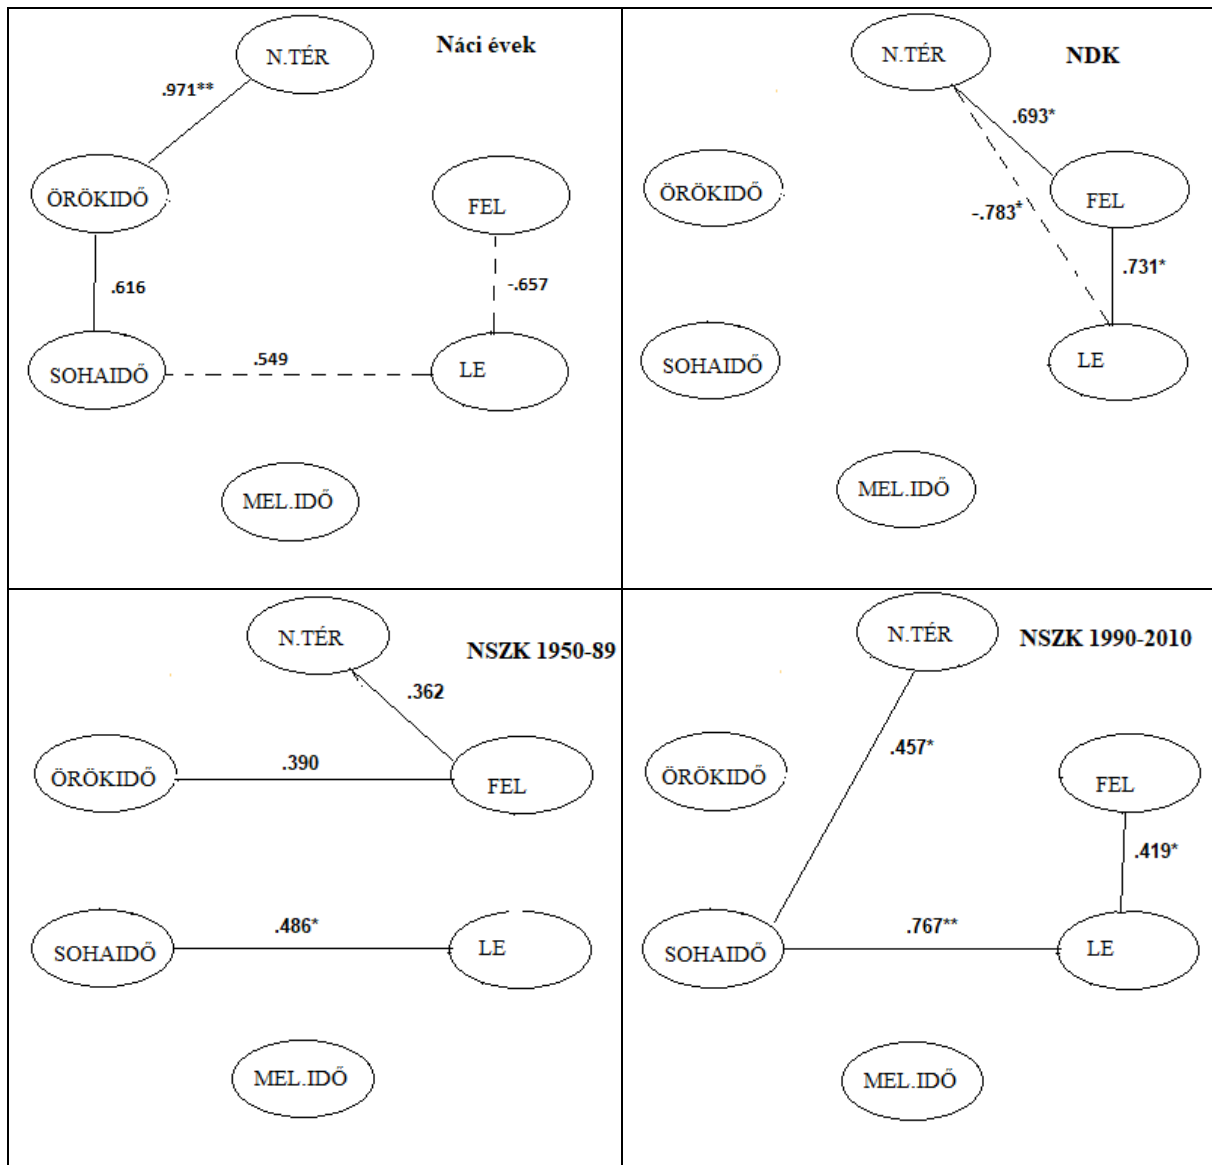 Náci évek
N.TÉR
.971**
ÖRÖKIDŐ
FEL
.616
-.657
SOHAIDŐ
.549
LE
MEL.IDŐ
NDK
N.TÉR
.693*
ÖRÖKIDŐ
FEL
-.783*
.731*
SOHAIDŐ
LE
MEL.IDŐ
NSZK 1950-89
N.TÉR
.362
.390
ÖRÖKIDŐ
FEL
.486*
SOHAIDŐ
LE
MEL.IDŐ
NSZK 1990-2010
N.TÉR
.457*
ÖRÖKIDŐ
FEL
.419*
.767**
SOHAIDŐ
LE
MEL.IDŐ